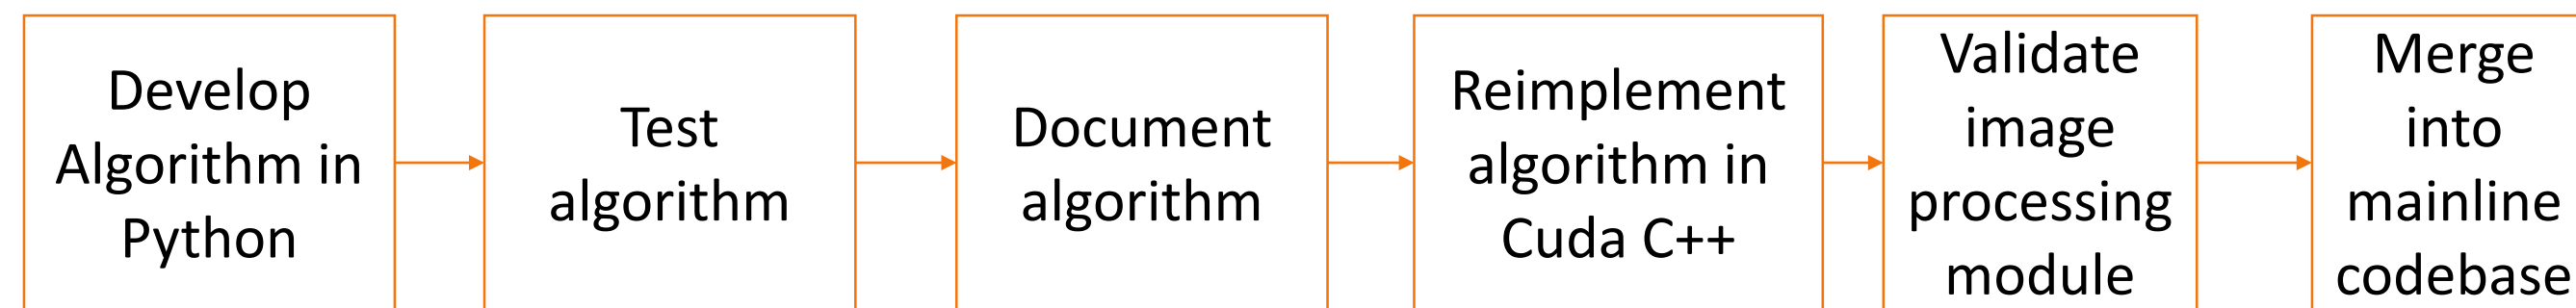 Develop
Algorithm in
Python
Test
algorithm
Document
algorithm
Reimplement
algorithm in
Cuda C++
Validate
image
processing
module
Merge
into
mainline
codebase